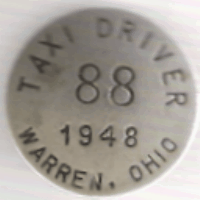 TAXI DRIVER
88
1948
WARREN, OHIO